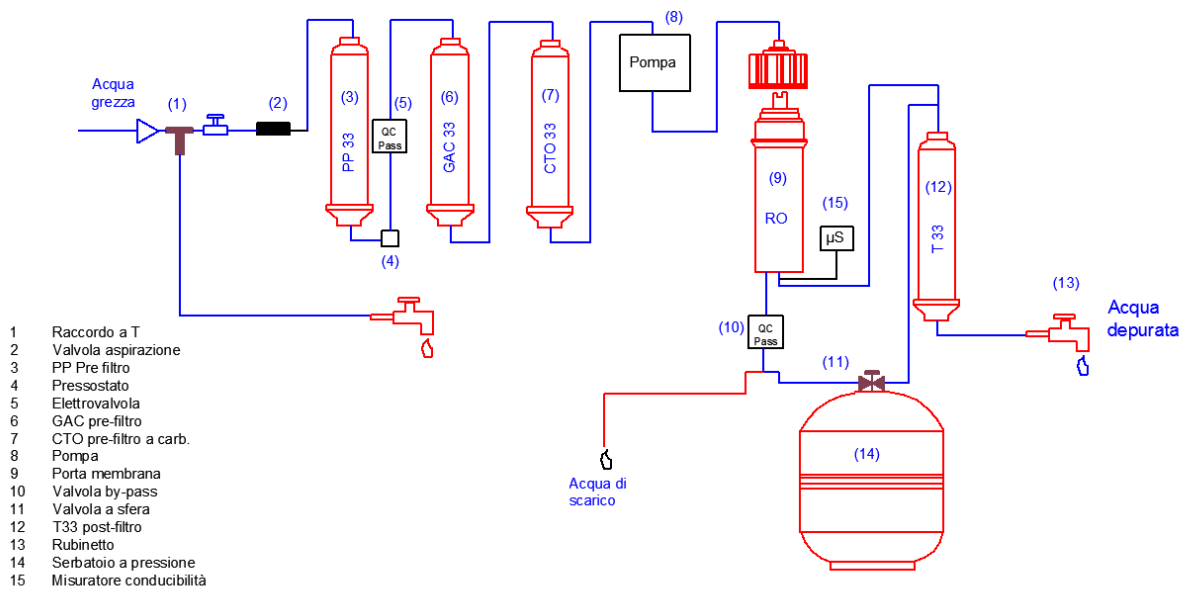 (8)
Acqua
grezza
(1)
(2)
(3)
(5)
(6)
(7)
Pompa
PP 33
QC
Pass
GAC 33
CTO 33
(4)
(9)
RO
(15)
µS
(12)
T 33
(13)
Acqua
depurata
(10)
QC
Pass
(11)
(14)
Acqua di
scarico
1 Raccordo a T
2 Valvola aspirazione
3 PP Pre filtro
4 Pressostato
5 Elettrovalvola
6 GAC pre-filtro
7 CTO pre-filtro a carb.
8 Pompa
9 Porta membrana
10 Valvola by-pass
11 Valvola a sfera
12 T33 post-filtro
13 Rubinetto
14 Serbatoio a pressione
15 Misuratore conducibilità